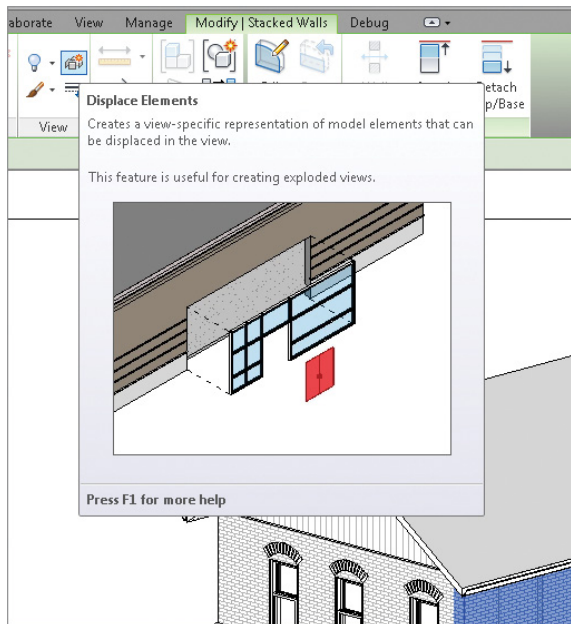 aborate View Manage Modify | Stacked Walls Debug
View
Detach
p/Base
Displace Elements
Creates a view-specific representation of model elements that can
be displaced in the view.
This feature is useful for creating exploded views.
Press F1 for more help